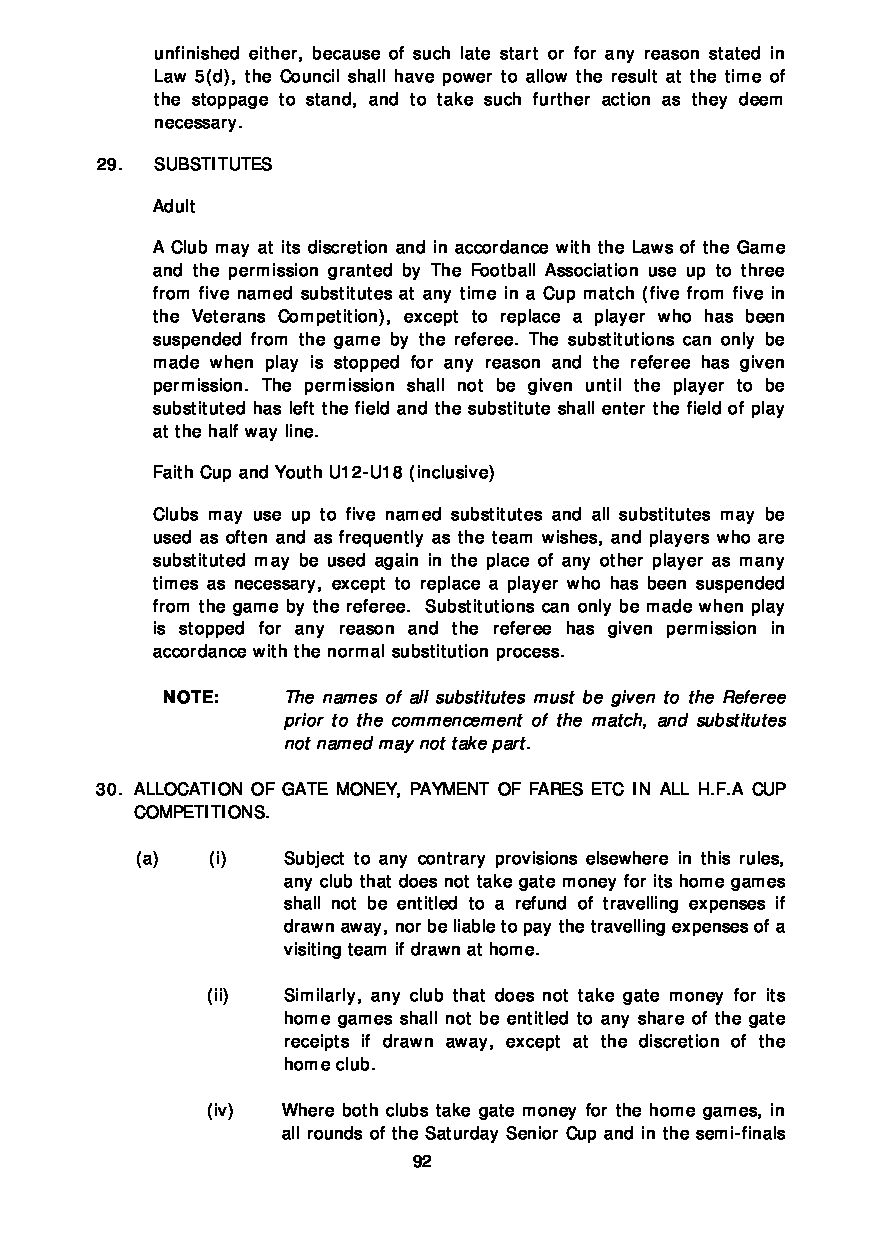 unfinished either, because of such late start or for any reason stated in
Law 5(d), the Council shall have power to allow the result at the time of
the stoppage to stand, and to take such further action as they deem
necessary.
29. SUBSTITUTES
Adult
A Club may at its discretion and in accordance with the Laws of the Game
and the permission granted by The Football Association use up to three
from five named substitutes at any time in a Cup match (five from five in
the Veterans Competition), except to replace a player who has been
suspended from the game by the referee. The substitutions can only be
made when play is stopped for any reason and the referee has given
permission. The permission shall not be given until the player to be
substituted has left the field and the substitute shall enter the field of play
at the half way line.
Faith Cup and Youth U12-U18 (inclusive)
Clubs may use up to five named substitutes and all substitutes may be
used as often and as frequently as the team wishes, and players who are
substituted may be used again in the place of any other player as many
times as necessary, except to replace a player who has been suspended
from the game by the referee. Substitutions can only be made when play
is stopped for any reason and the referee has given permission in
accordance with the normal substitution process.
NOTE: The names of all substitutes must be given to the Referee
prior to the commencement of the match, and substitutes
not named may not take part.
30. ALLOCATION OF GATE MONEY, PAYMENT OF FARES ETC IN ALL H.F.A CUP
COMPETITIONS.
(a) (i) Subject to any contrary provisions elsewhere in this rules,
any club that does not take gate money for its home games
shall not be entitled to a refund of travelling expenses if
drawn away, nor be liable to pay the travelling expenses of a
visiting team if drawn at home.
(ii) Similarly, any club that does not take gate money for its
home games shall not be entitled to any share of the gate
receipts if drawn away, except at the discretion of the
home club.
(iv) Where both clubs take gate money for the home games, in
all rounds of the Saturday Senior Cup and in the semi-finals
92